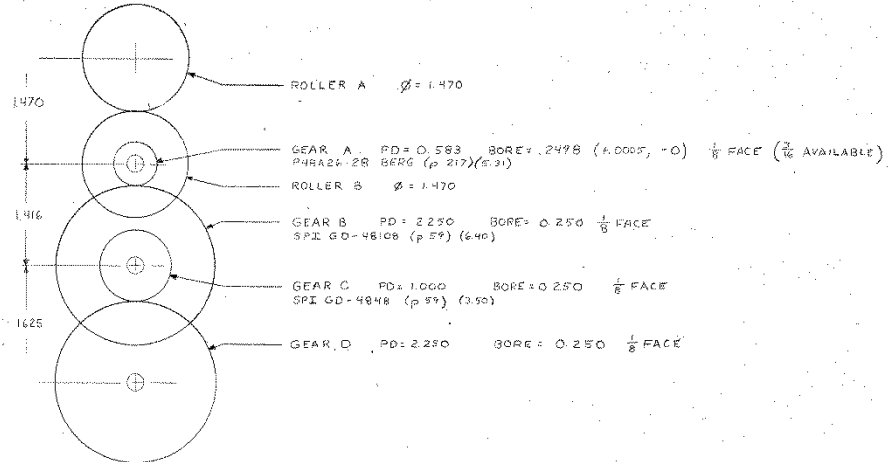 ROLLER A Ø = 1.470
1.470
GEAR A PD = 0.583 BORE = .2498 (+.0005, -0) 1/8 FACE (3/16 AVAILABLE)
P48A26-28 BERG (p 217)(5.31)
ROLLER B Ø = 1.470
1.416
GEAR B PD = 2.250 BORE = 0.250 1/8 FACE
SPI GD-48108 (p 59) (6.40)
GEAR C PD = 1.000 BORE = 0.250 1/8 FACE
SPI GD-4848 (p 59) (3.50)
1.625
GEAR D PD = 2.250 BORE = 0.250 1/8 FACE